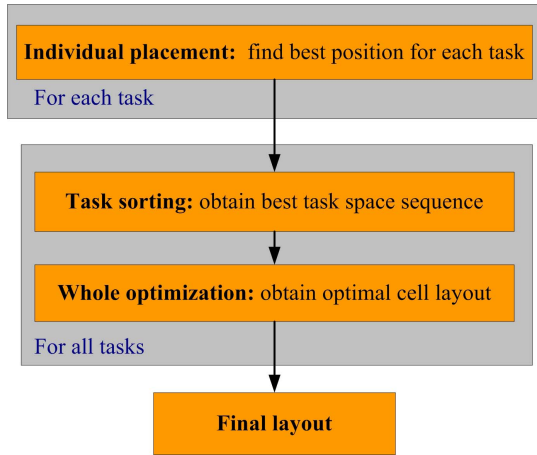 Individual placement: find best position for each task
For each task
Task sorting: obtain best task space sequence
Whole optimization: obtain optimal cell layout
For all tasks
Final layout